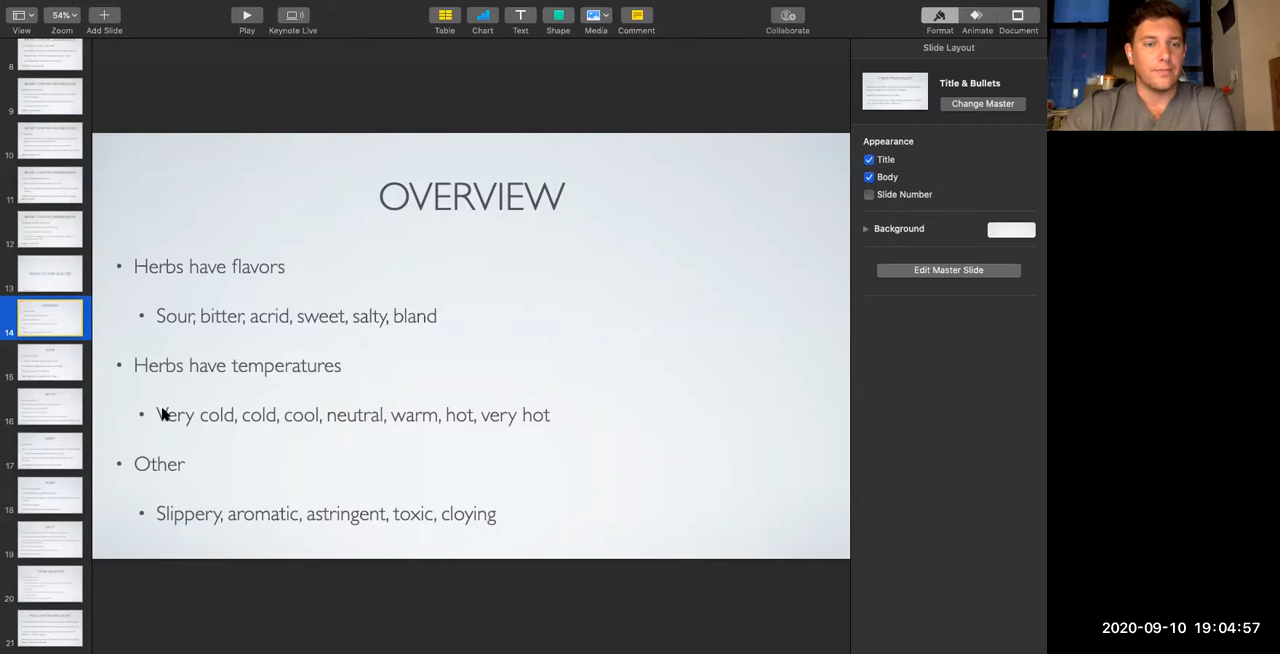 View
54%
Zoom
Add Slide
Play
Keynote Live
Table
Chart
Text
Shape
Media
Comment
Collaborate
Format
Animate
Document
Slide Layout
Title & Bullets
Change Master
Appearance
Title
Body
Slide Number
Background
Edit Master Slide
8
9
10
11
12
13
14
15
16
17
18
19
20
21
OVERVIEW
• Herbs have flavors
• Sour, bitter, acrid, sweet, salty, bland
• Herbs have temperatures
• Very cold, cold, cool, neutral, warm, hot, very hot
• Other
• Slippery, aromatic, astringent, toxic, cloying
2020-09-10 19:04:57